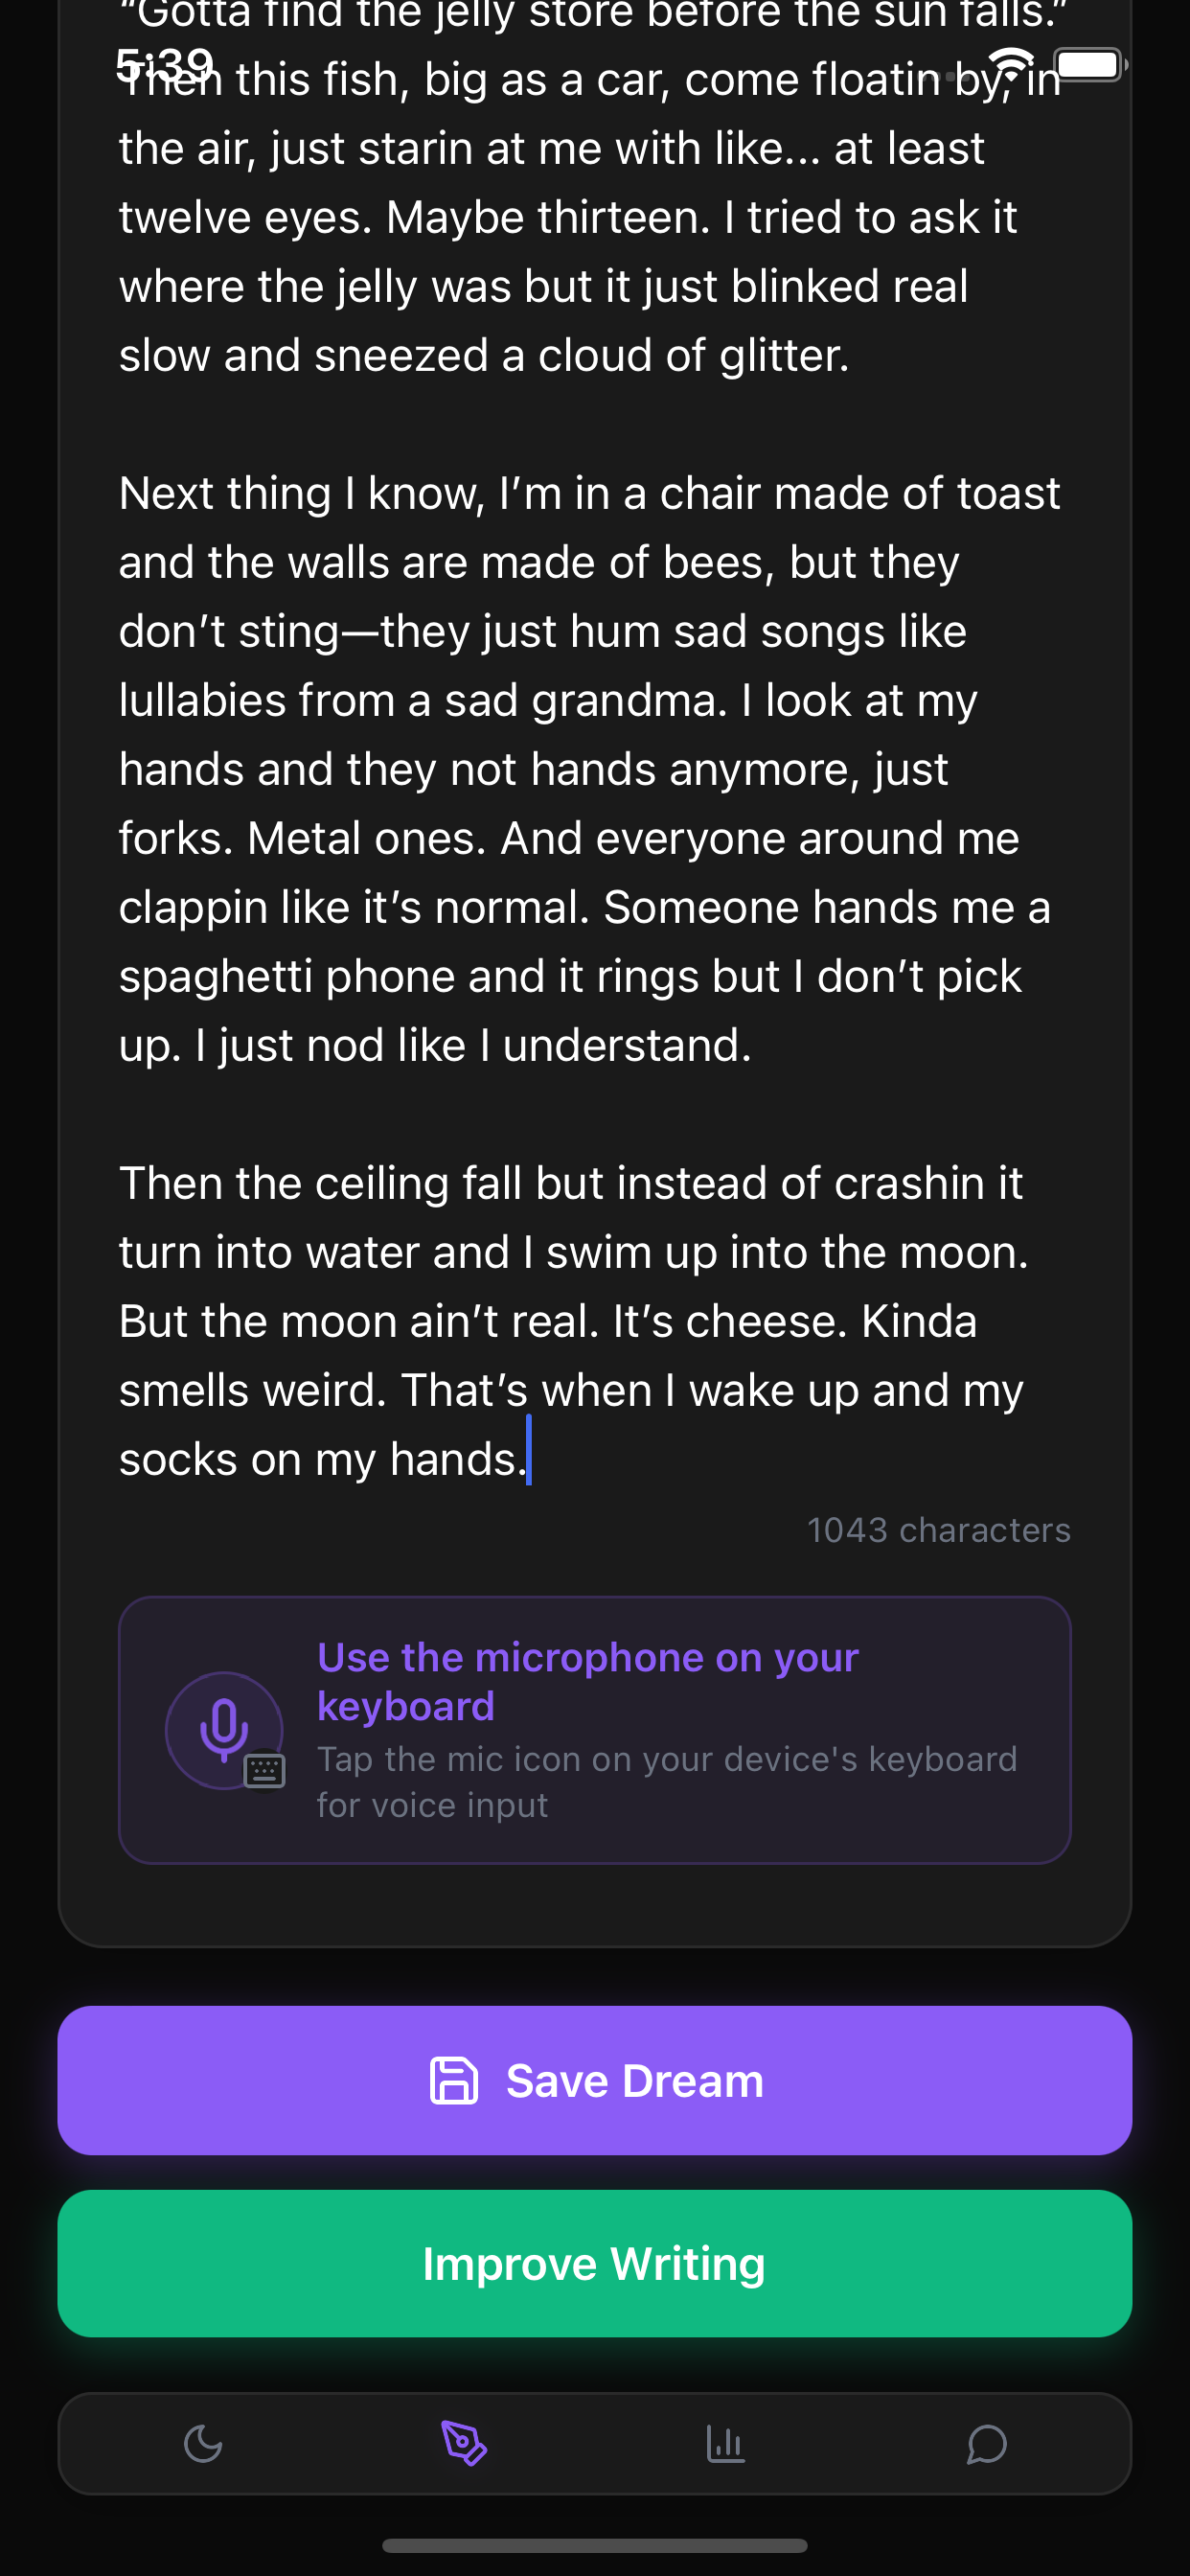 “Gotta find the jelly store before the sun falls.”
5:39
Then this fish, big as a car, come floatin by, in
the air, just starin at me with like... at least
twelve eyes. Maybe thirteen. I tried to ask it
where the jelly was but it just blinked real
slow and sneezed a cloud of glitter.
Next thing I know, I’m in a chair made of toast
and the walls are made of bees, but they
don’t sting—they just hum sad songs like
lullabies from a sad grandma. I look at my
hands and they not hands anymore, just
forks. Metal ones. And everyone around me
clappin like it’s normal. Someone hands me a
spaghetti phone and it rings but I don’t pick
up. I just nod like I understand.
Then the ceiling fall but instead of crashin it
turn into water and I swim up into the moon.
But the moon ain’t real. It’s cheese. Kinda
smells weird. That’s when I wake up and my
socks on my hands.
1043 characters
Use the microphone on your
keyboard
Tap the mic icon on your device's keyboard
for voice input
Save Dream
Improve Writing